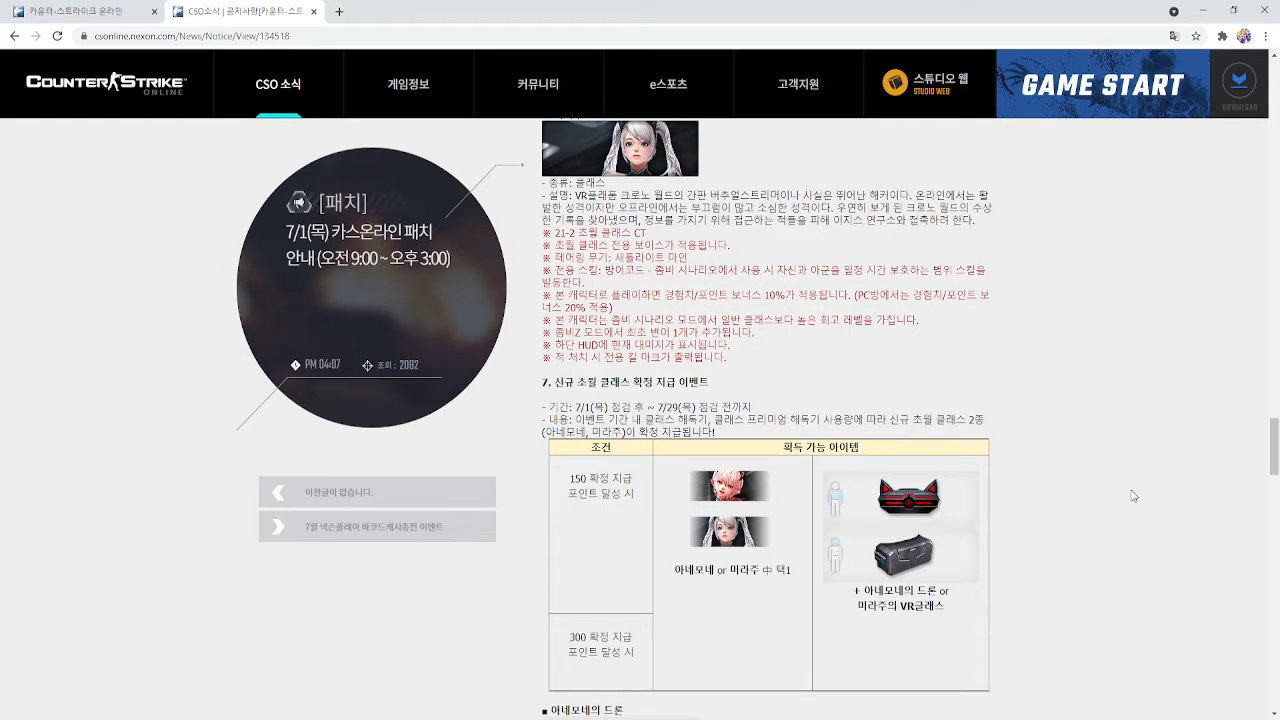 카운터-스트라이크 온라인
CSO소식 | 공지사항[카운터-스트
csonline.nexon.com/News/Notice/View/134518
COUNTER STRIKE
ONLINE
CSO 소식
게임정보
커뮤니티
e스포츠
고객지원
스튜디오 웹
STUDIO WEB
GAME START
DOWNLOAD
[패치]
7/1(목) 카스온라인 패치
안내 (오전 9:00 ~ 오후 3:00)
PM 04:07
조회 : 2082
이전글이 없습니다.
7월 넥슨플레이 바코드캐시충전 이벤트
- 종류: 클래스
- 설명: VR플랫폼 크로노 월드의 간판 버추얼스트리머이나 사실은 뛰어난 해커이다. 온라인에서는 활
발한 성격이지만 오프라인에서는 부끄럼이 많고 소심한 성격이다. 우연히 보게 된 크로노 월드의 수상
한 기록을 찾아냈으며, 정보를 가지기 위해 접근하는 적들을 피해 이지스 연구소와 접촉하려 한다.
※ 21-2 초월 클래스 CT
※ 초월 클래스 전용 보이스가 적용됩니다.
※ 페어링 무기: 새틀라이트 마인
※ 전용 스킬: 방어코드 - 좀비 시나리오에서 사용 시 자신과 아군을 일정 시간 보호하는 범위 스킬을
발동한다.
※ 본 캐릭터로 플레이하면 경험치/포인트 보너스 10%가 적용됩니다. (PC방에서는 경험치/포인트 보
너스 20% 적용)
※ 본 캐릭터는 좀비 시나리오 모드에서 일반 클래스보다 높은 최고 레벨을 가집니다.
※ 좀비Z 모드에서 최초 변이 1개가 추가됩니다.
※ 하단 HUD에 현재 대미지가 표시됩니다.
※ 적 처치 시 전용 킬 마크가 출력됩니다.
7. 신규 초월 클래스 확정 지급 이벤트
- 기간: 7/1(목) 점검 후 ~ 7/29(목) 점검 전까지
- 내용: 이벤트 기간 내 클래스 해독기, 클래스 프리미엄 해독기 사용량에 따라 신규 초월 클래스 2종
(아네모네, 미라주)이 확정 지급됩니다!
조건
획득 가능 아이템
150 확정 지급
포인트 달성 시
아네모네 or 미라주 中 택1
+ 아네모네의 드론 or
미라주의 VR글래스
300 확정 지급
포인트 달성 시
■ 아네모네의 드론